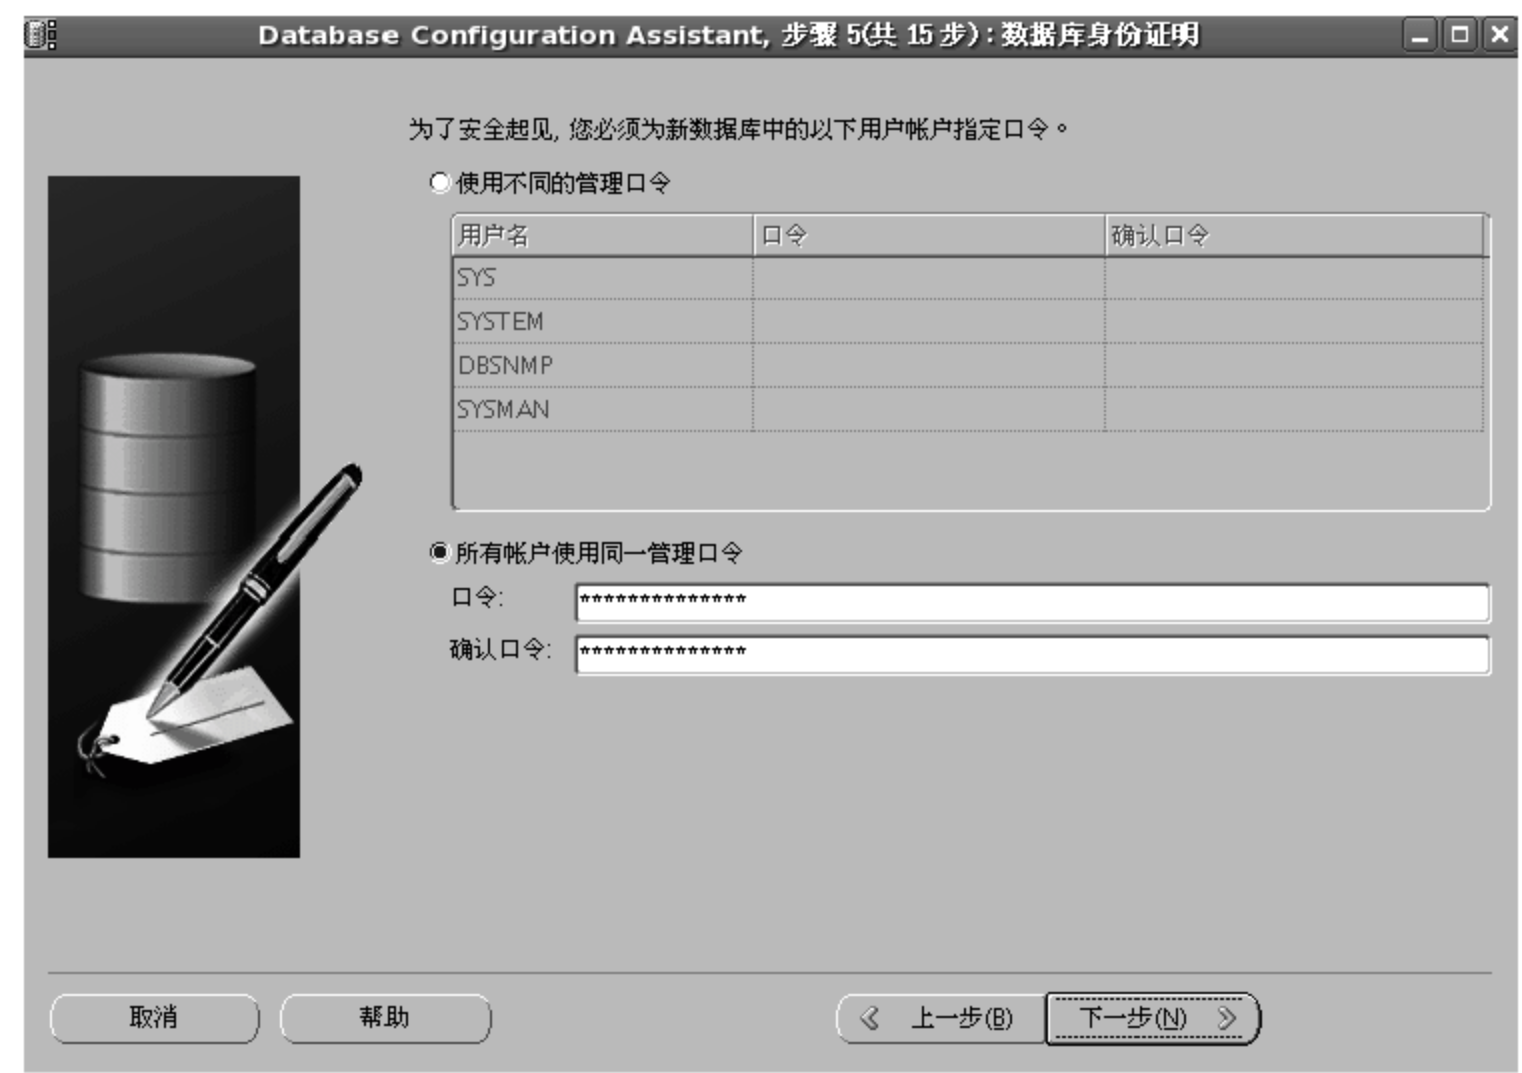 Database Configuration Assistant, 步骤 5(共 15 步) : 数据库身份证明
为了安全起见, 您必须为新数据库中的以下用户帐户指定口令。
使用不同的管理口令
用户名 口令 确认口令
SYS
SYSTEM
DBSNMP
SYSMAN
所有帐户使用同一管理口令
口令: **************
确认口令: **************
取消 帮助 上一步(B) 下一步(N)